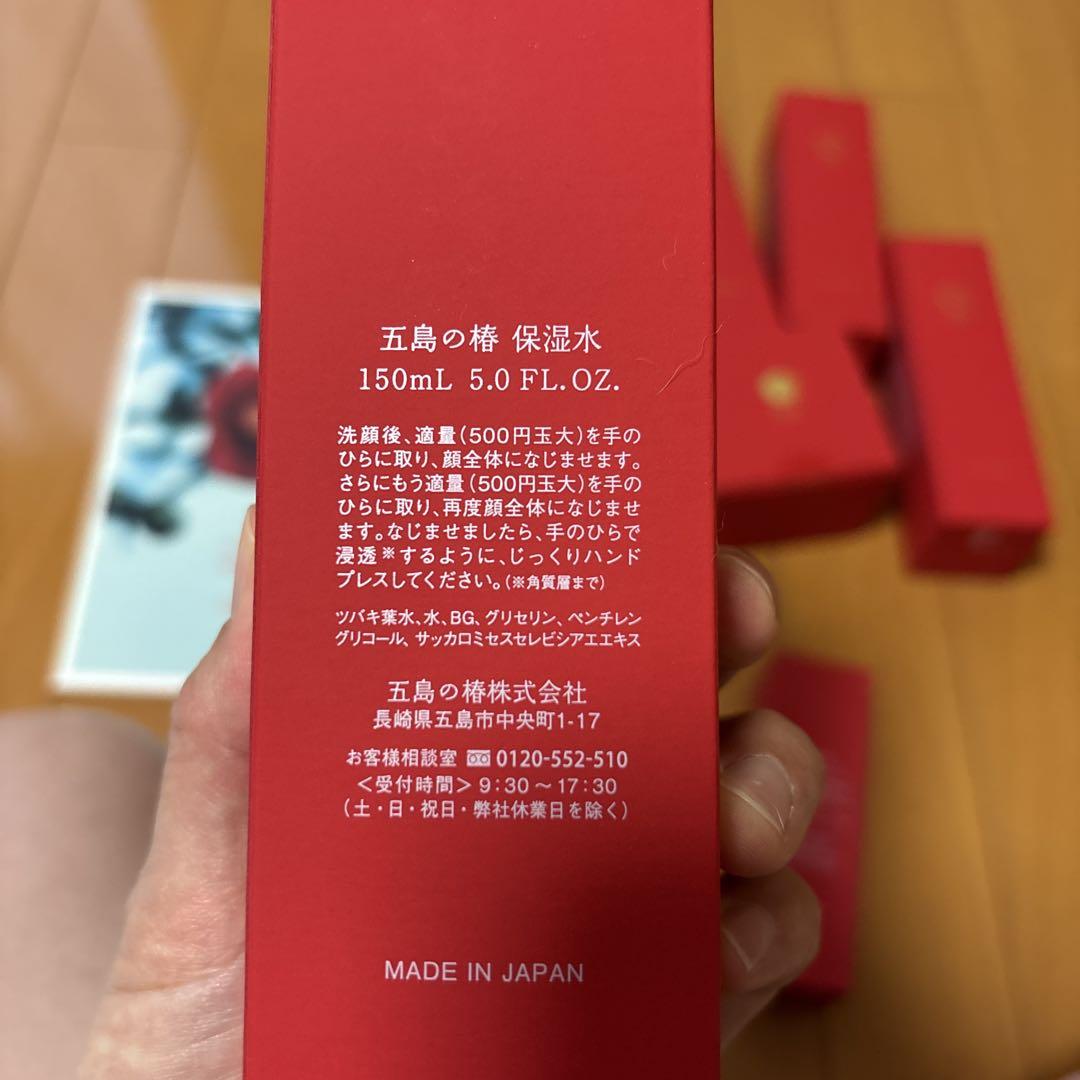 五島の椿 保湿水
150mL 5.0 FL.OZ.
洗顔後、適量(500円玉大)を手の
ひらに取り、顔全体になじませます。
さらにもう適量(500円玉大)を手の
ひらに取り、再度顔全体になじませ
ます。なじませましたら、手のひらで
浸透※するように、じっくりハンド
プレスしてください。(※角質層まで)
ツバキ葉水、水、BG、グリセリン、ペンチレン
グリコール、サッカロミセスセレビシアエエキス
五島の椿株式会社
長崎県五島市中央町1-17
お客様相談室 0120-552-510
<受付時間> 9:30～17:30
(土・日・祝日・弊社休業日を除く)
MADE IN JAPAN